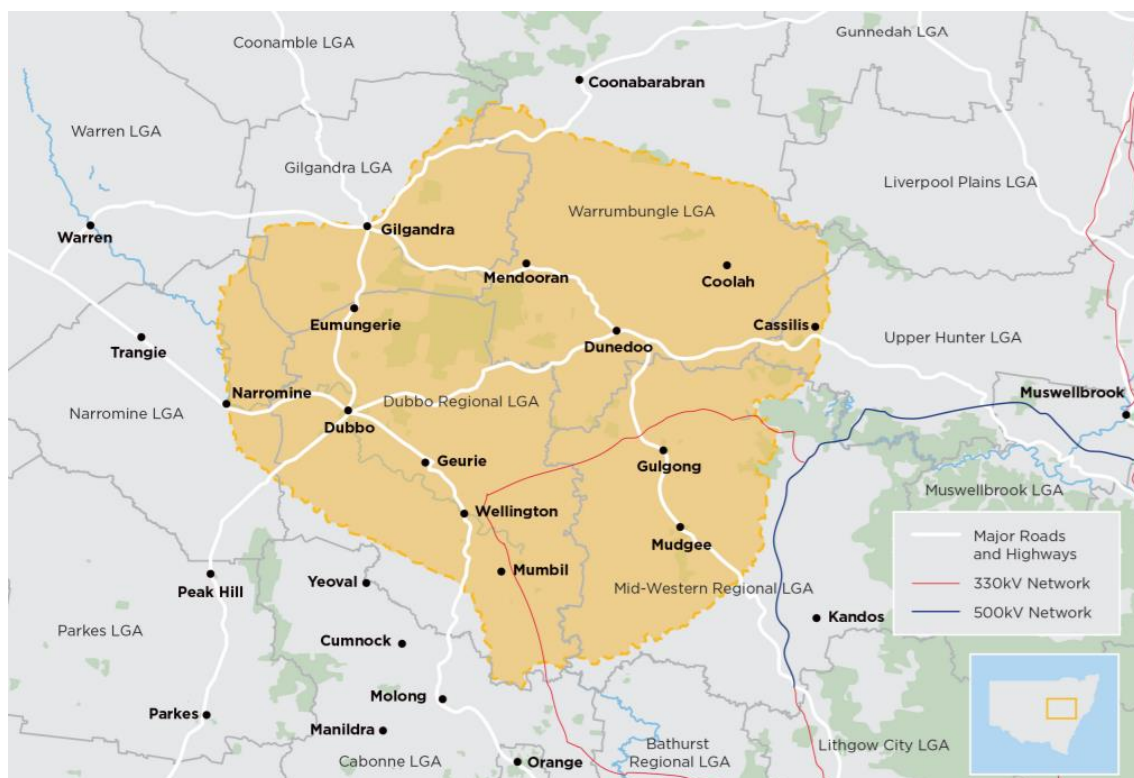 Coonamble LGA
Gunnedah LGA
Coonabarabran
Warren LGA
Gilgandra LGA
Liverpool Plains LGA
Warrumbungle LGA
Warren
Gilgandra
Mendooran
Coolah
Eumungerie
Cassilis
Trangie
Dunedoo
Upper Hunter LGA
Narromine
Muswellbrook
Narromine LGA
Dubbo Regional LGA
Dubbo
Geurie
Gulgong
Muswellbrook LGA
Wellington
Mudgee
Major Roads
and Highways
Mumbil
Yeoval
330kV Network
Peak Hill
Mid-Western Regional LGA
500kV Network
Kandos
Parkes LGA
Cumnock
Molong
Parkes
Manildra
Bathurst
Regional LGA
Lithgow City LGA
Cabonne LGA
Orange